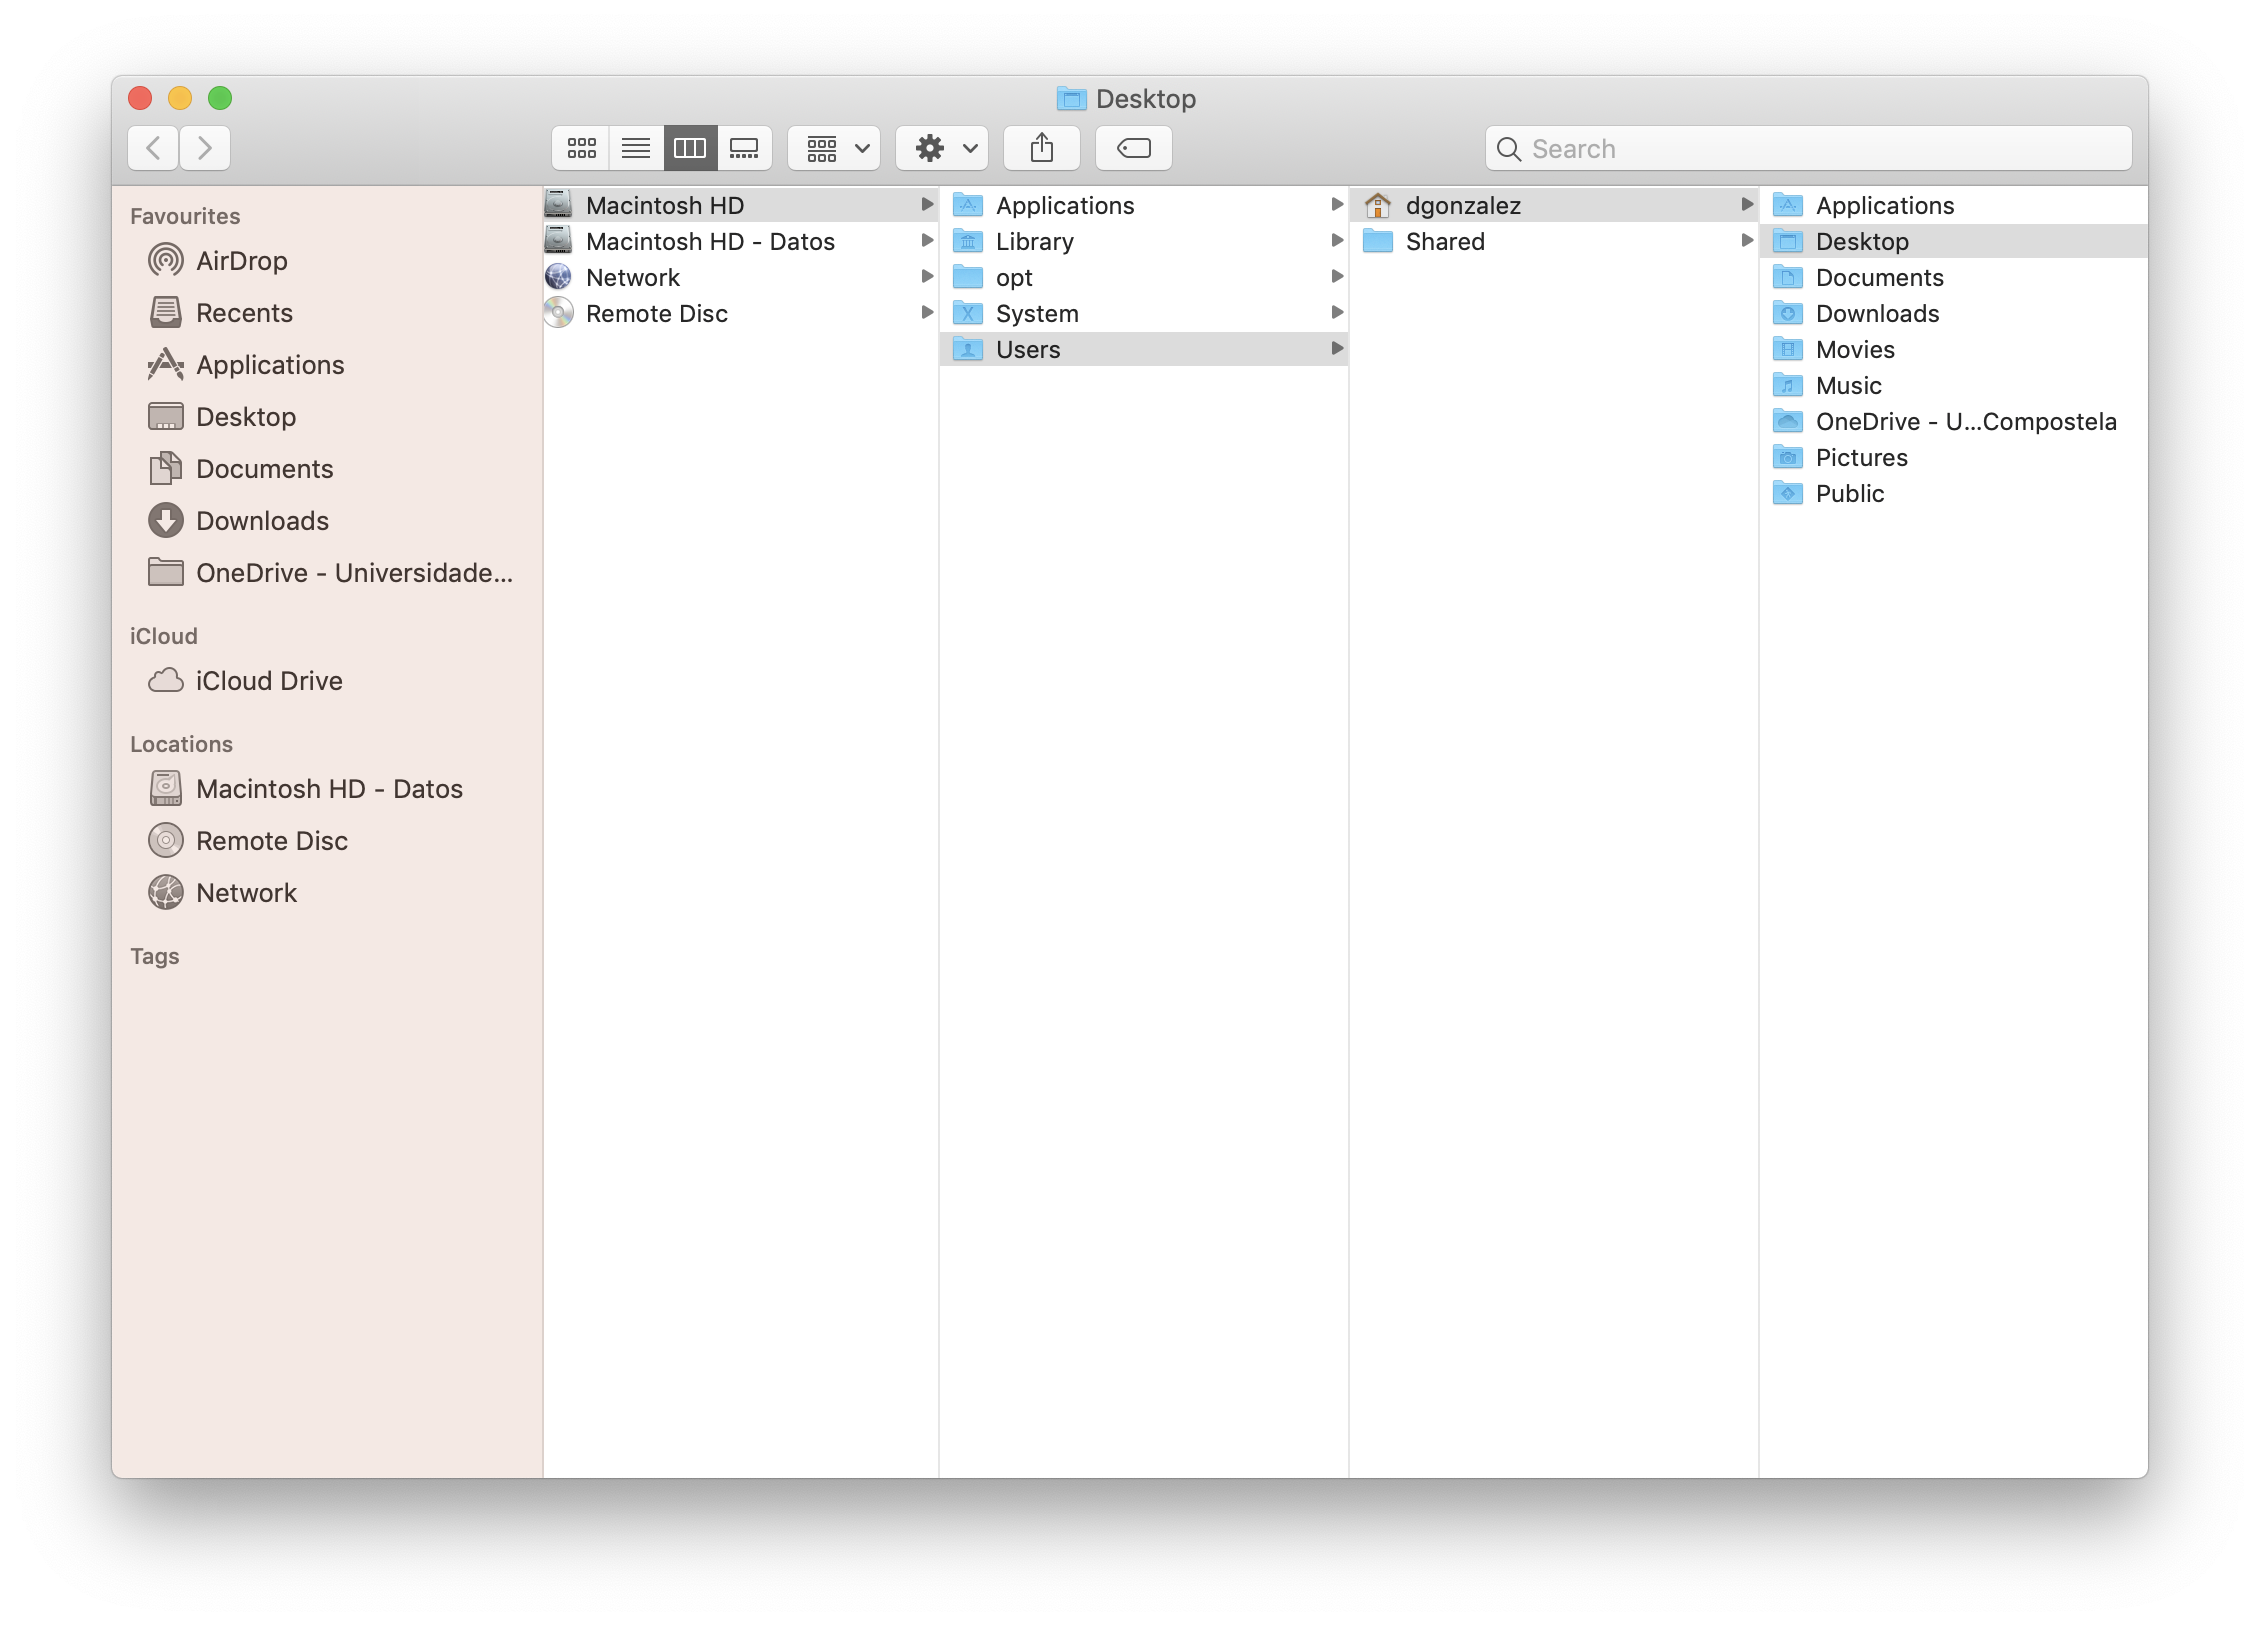 Desktop
Search
Favourites
AirDrop
Recents
Applications
Desktop
Documents
Downloads
OneDrive - Universidade...
iCloud
iCloud Drive
Locations
Macintosh HD - Datos
Remote Disc
Network
Tags
Macintosh HD
Macintosh HD - Datos
Network
Remote Disc
Applications
Library
opt
System
Users
dgonzalez
Shared
Applications
Desktop
Documents
Downloads
Movies
Music
OneDrive - U...Compostela
Pictures
Public